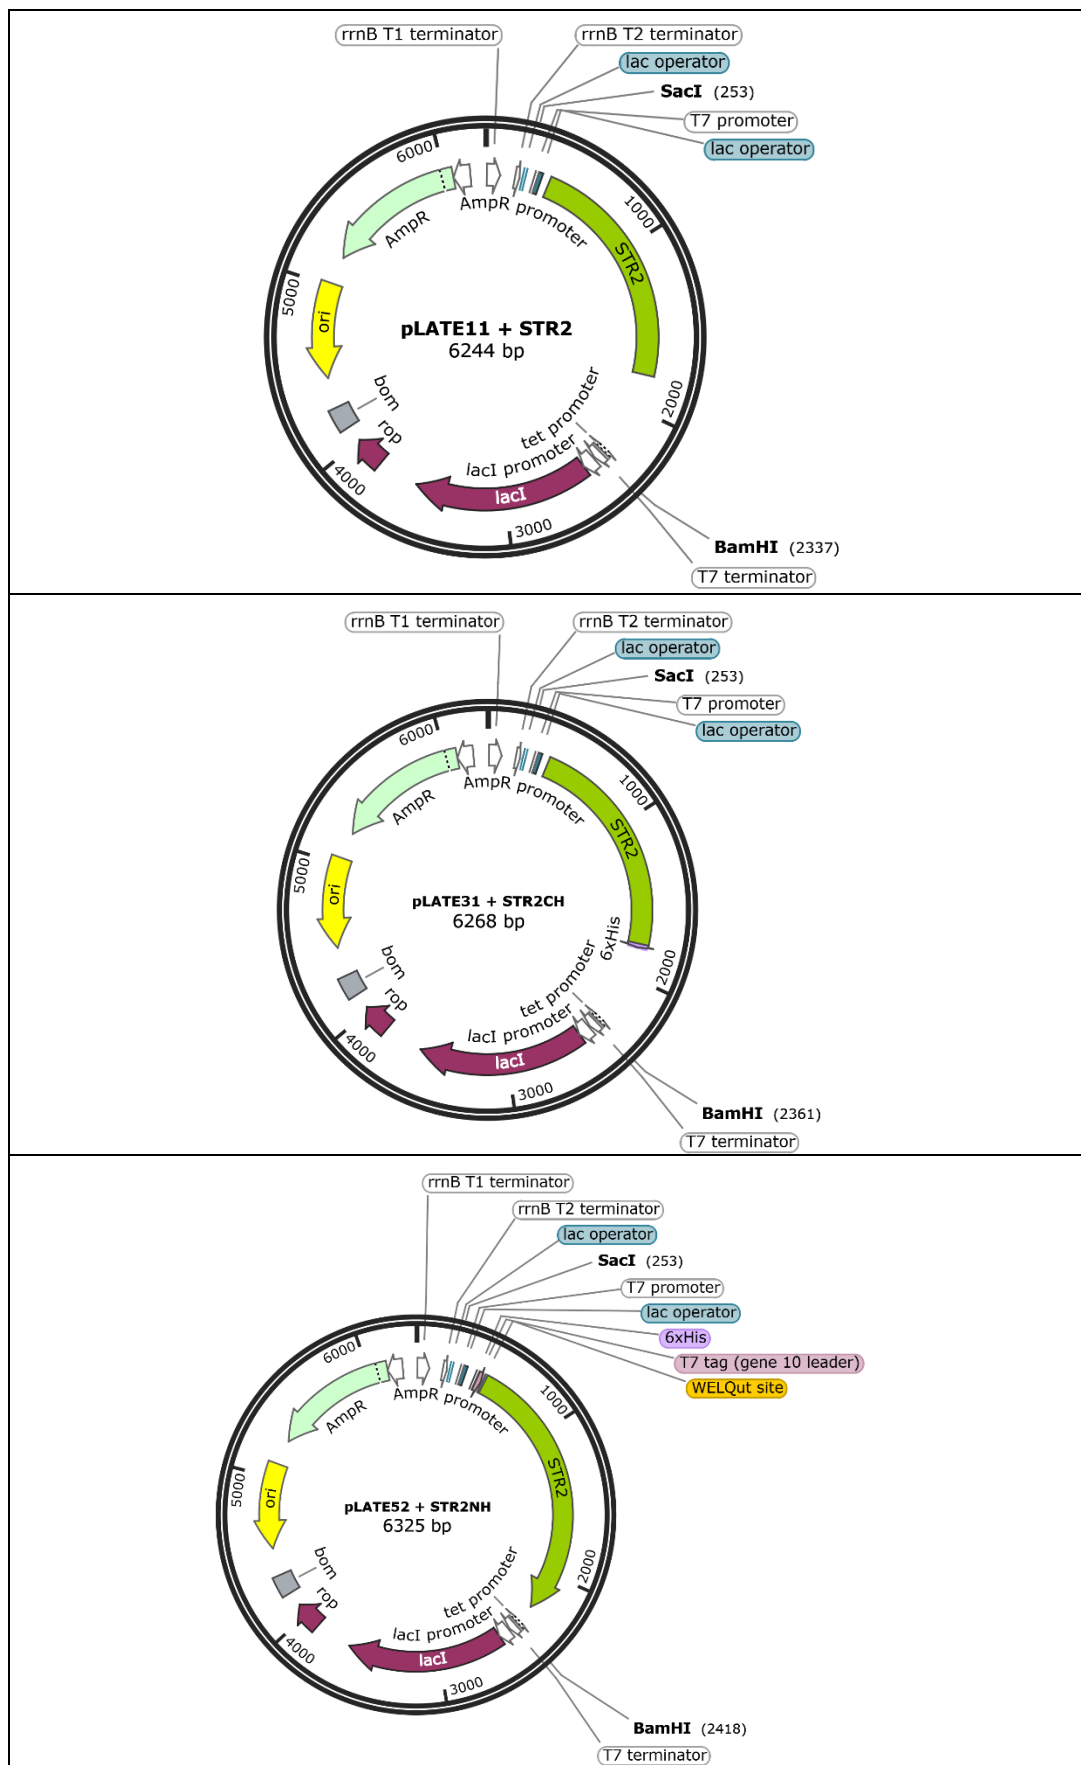 rrnB T1 terminator
rrnB T2 terminator
lac operator
SacI (253)
T7 promoter
lac operator
6000
AmpR
AmpR promoter
1000
STR2
5000
ori
pLATE11 + STR2
6244 bp
bom
rop
tet promoter
lacI promoter
2000
4000
lacI
3000
BamHI (2337)
T7 terminator
rrnB T1 terminator
rrnB T2 terminator
lac operator
SacI (253)
T7 promoter
lac operator
6000
AmpR
AmpR promoter
1000
STR2
5000
ori
pLATE31 + STR2CH
6268 bp
6xHis
bom
rop
tet promoter
lacI promoter
2000
4000
lacI
3000
BamHI (2361)
T7 terminator
rrnB T1 terminator
rrnB T2 terminator
lac operator
SacI (253)
T7 promoter
lac operator
6xHis
T7 tag (gene 10 leader)
WELQut site
6000
AmpR
AmpR promoter
1000
STR2
5000
ori
pLATE52 + STR2NH
6325 bp
bom
rop
tet promoter
lacI promoter
2000
4000
lacI
3000
BamHI (2418)
T7 terminator